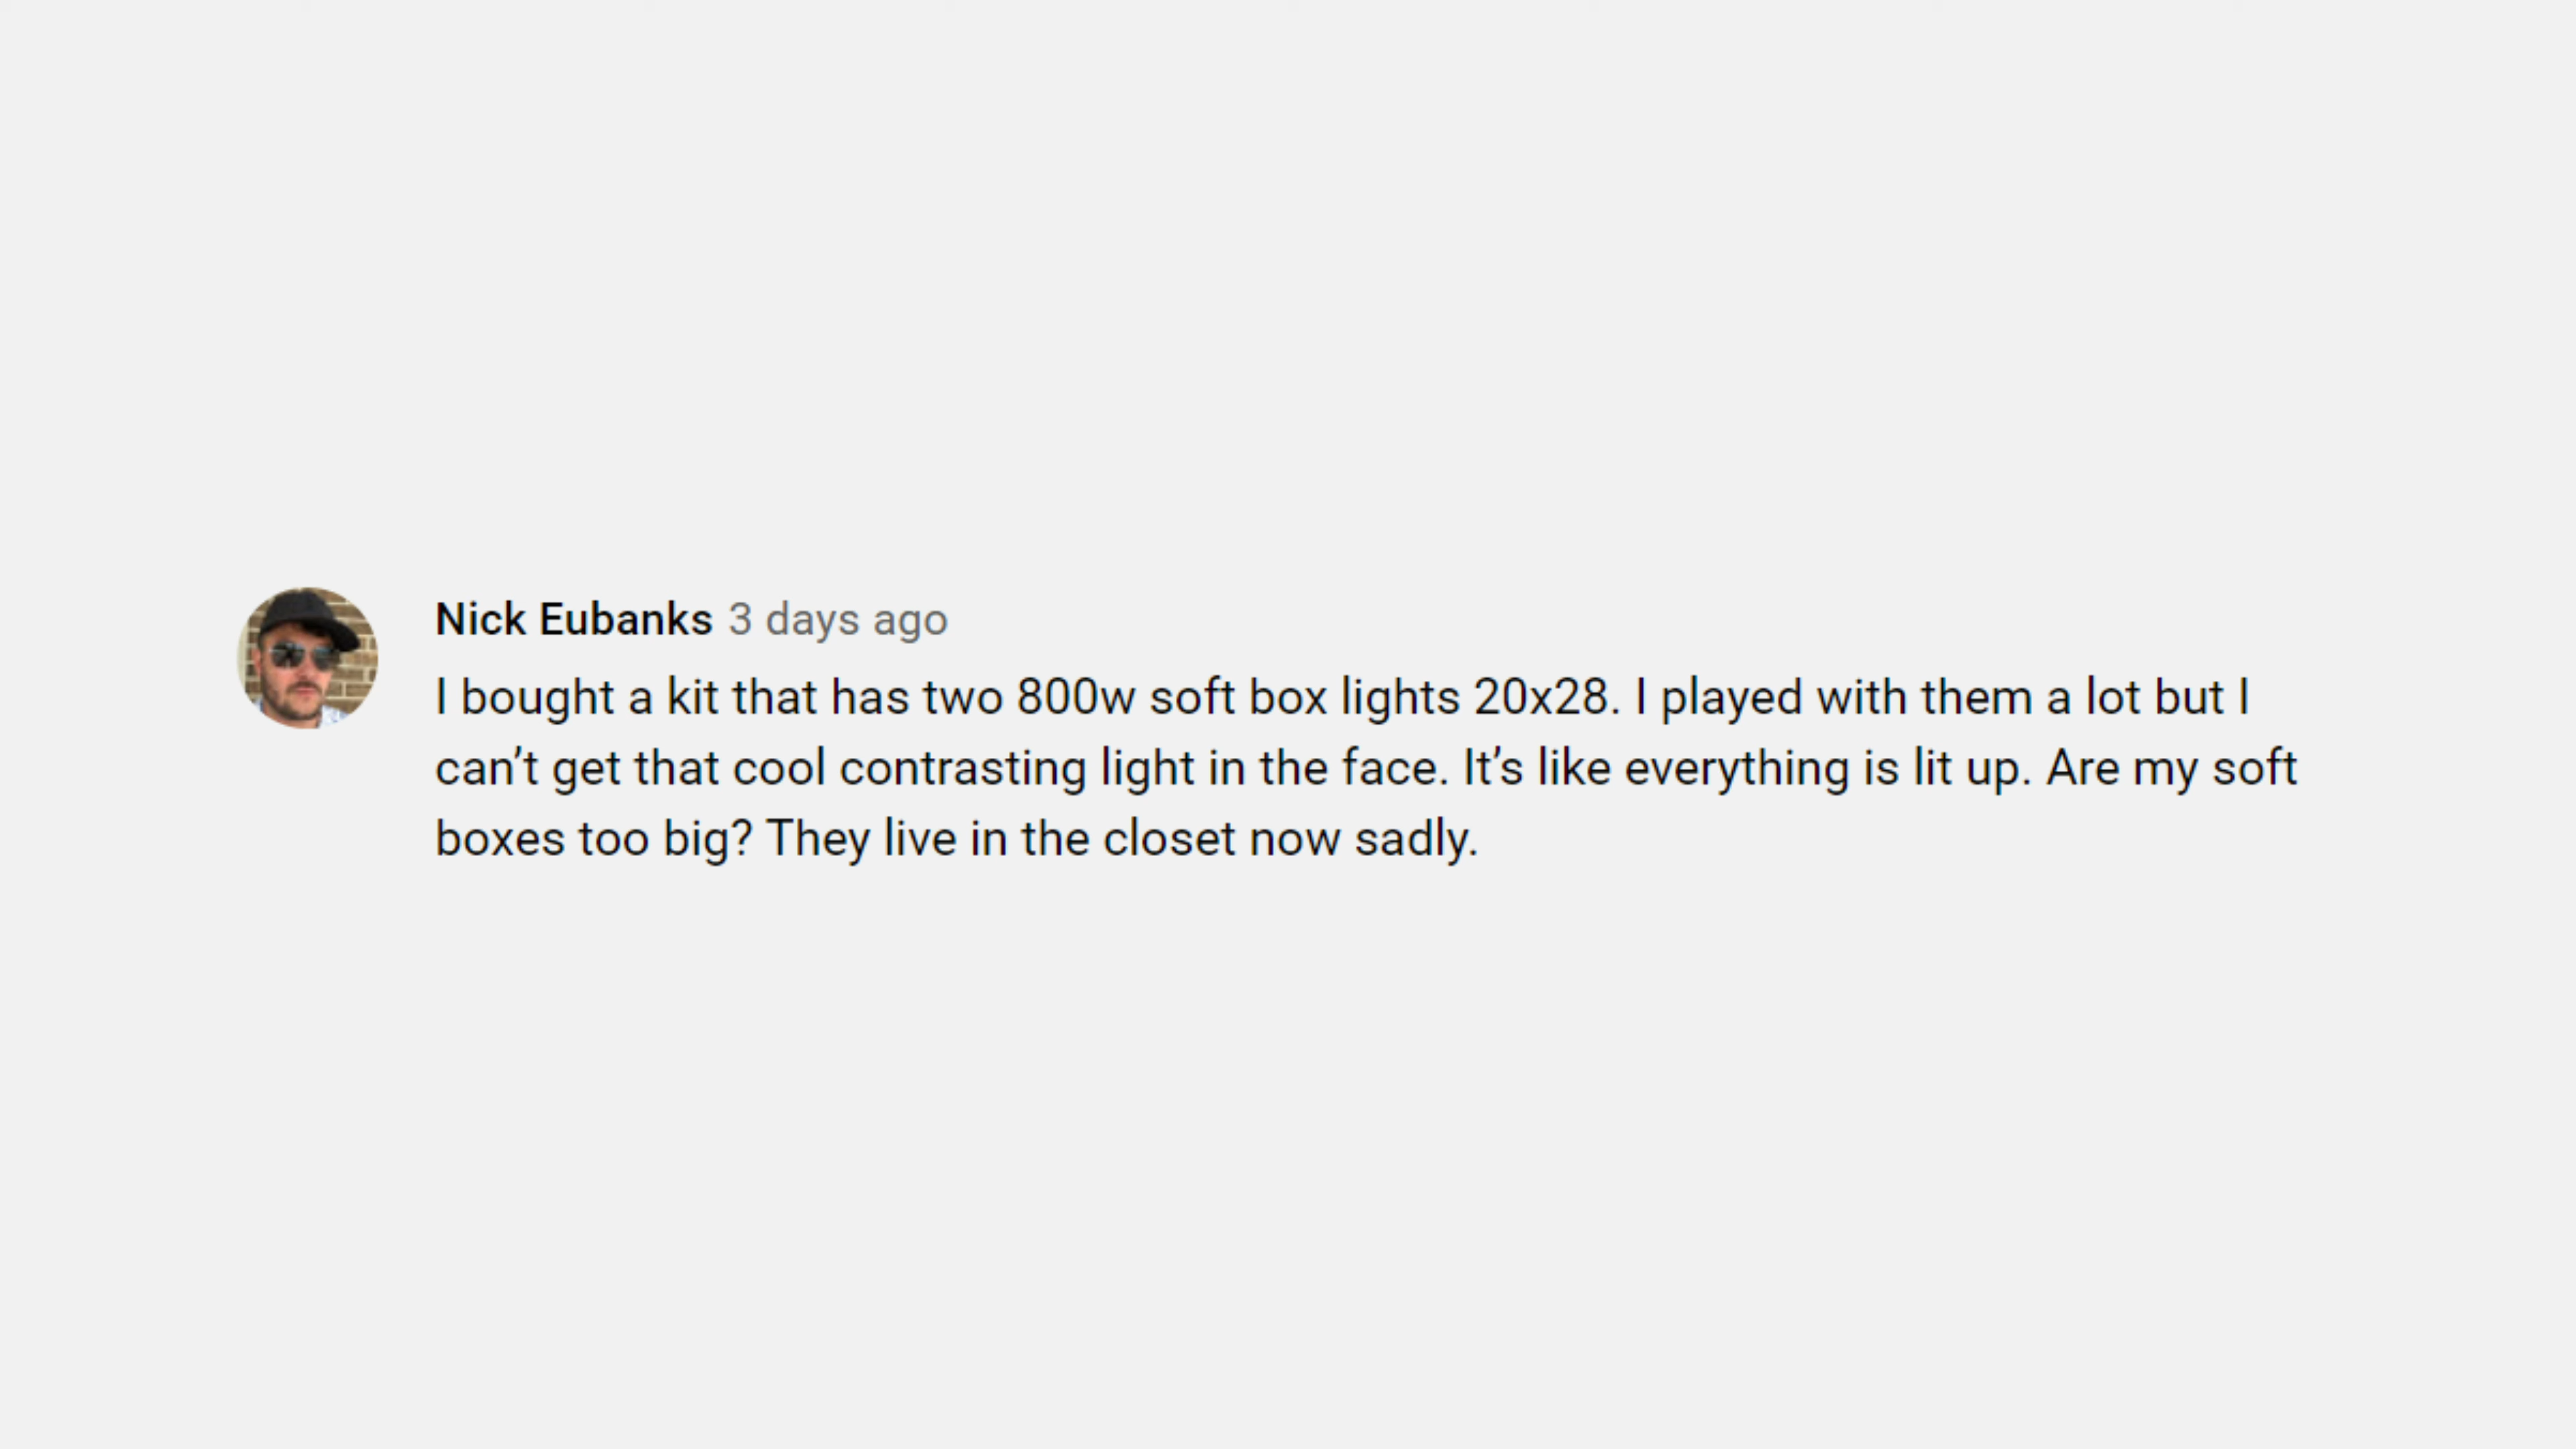 Nick Eubanks 3 days ago
I bought a kit that has two 800w soft box lights 20x28. I played with them a lot but I
can’t get that cool contrasting light in the face. It’s like everything is lit up. Are my soft
boxes too big? They live in the closet now sadly.